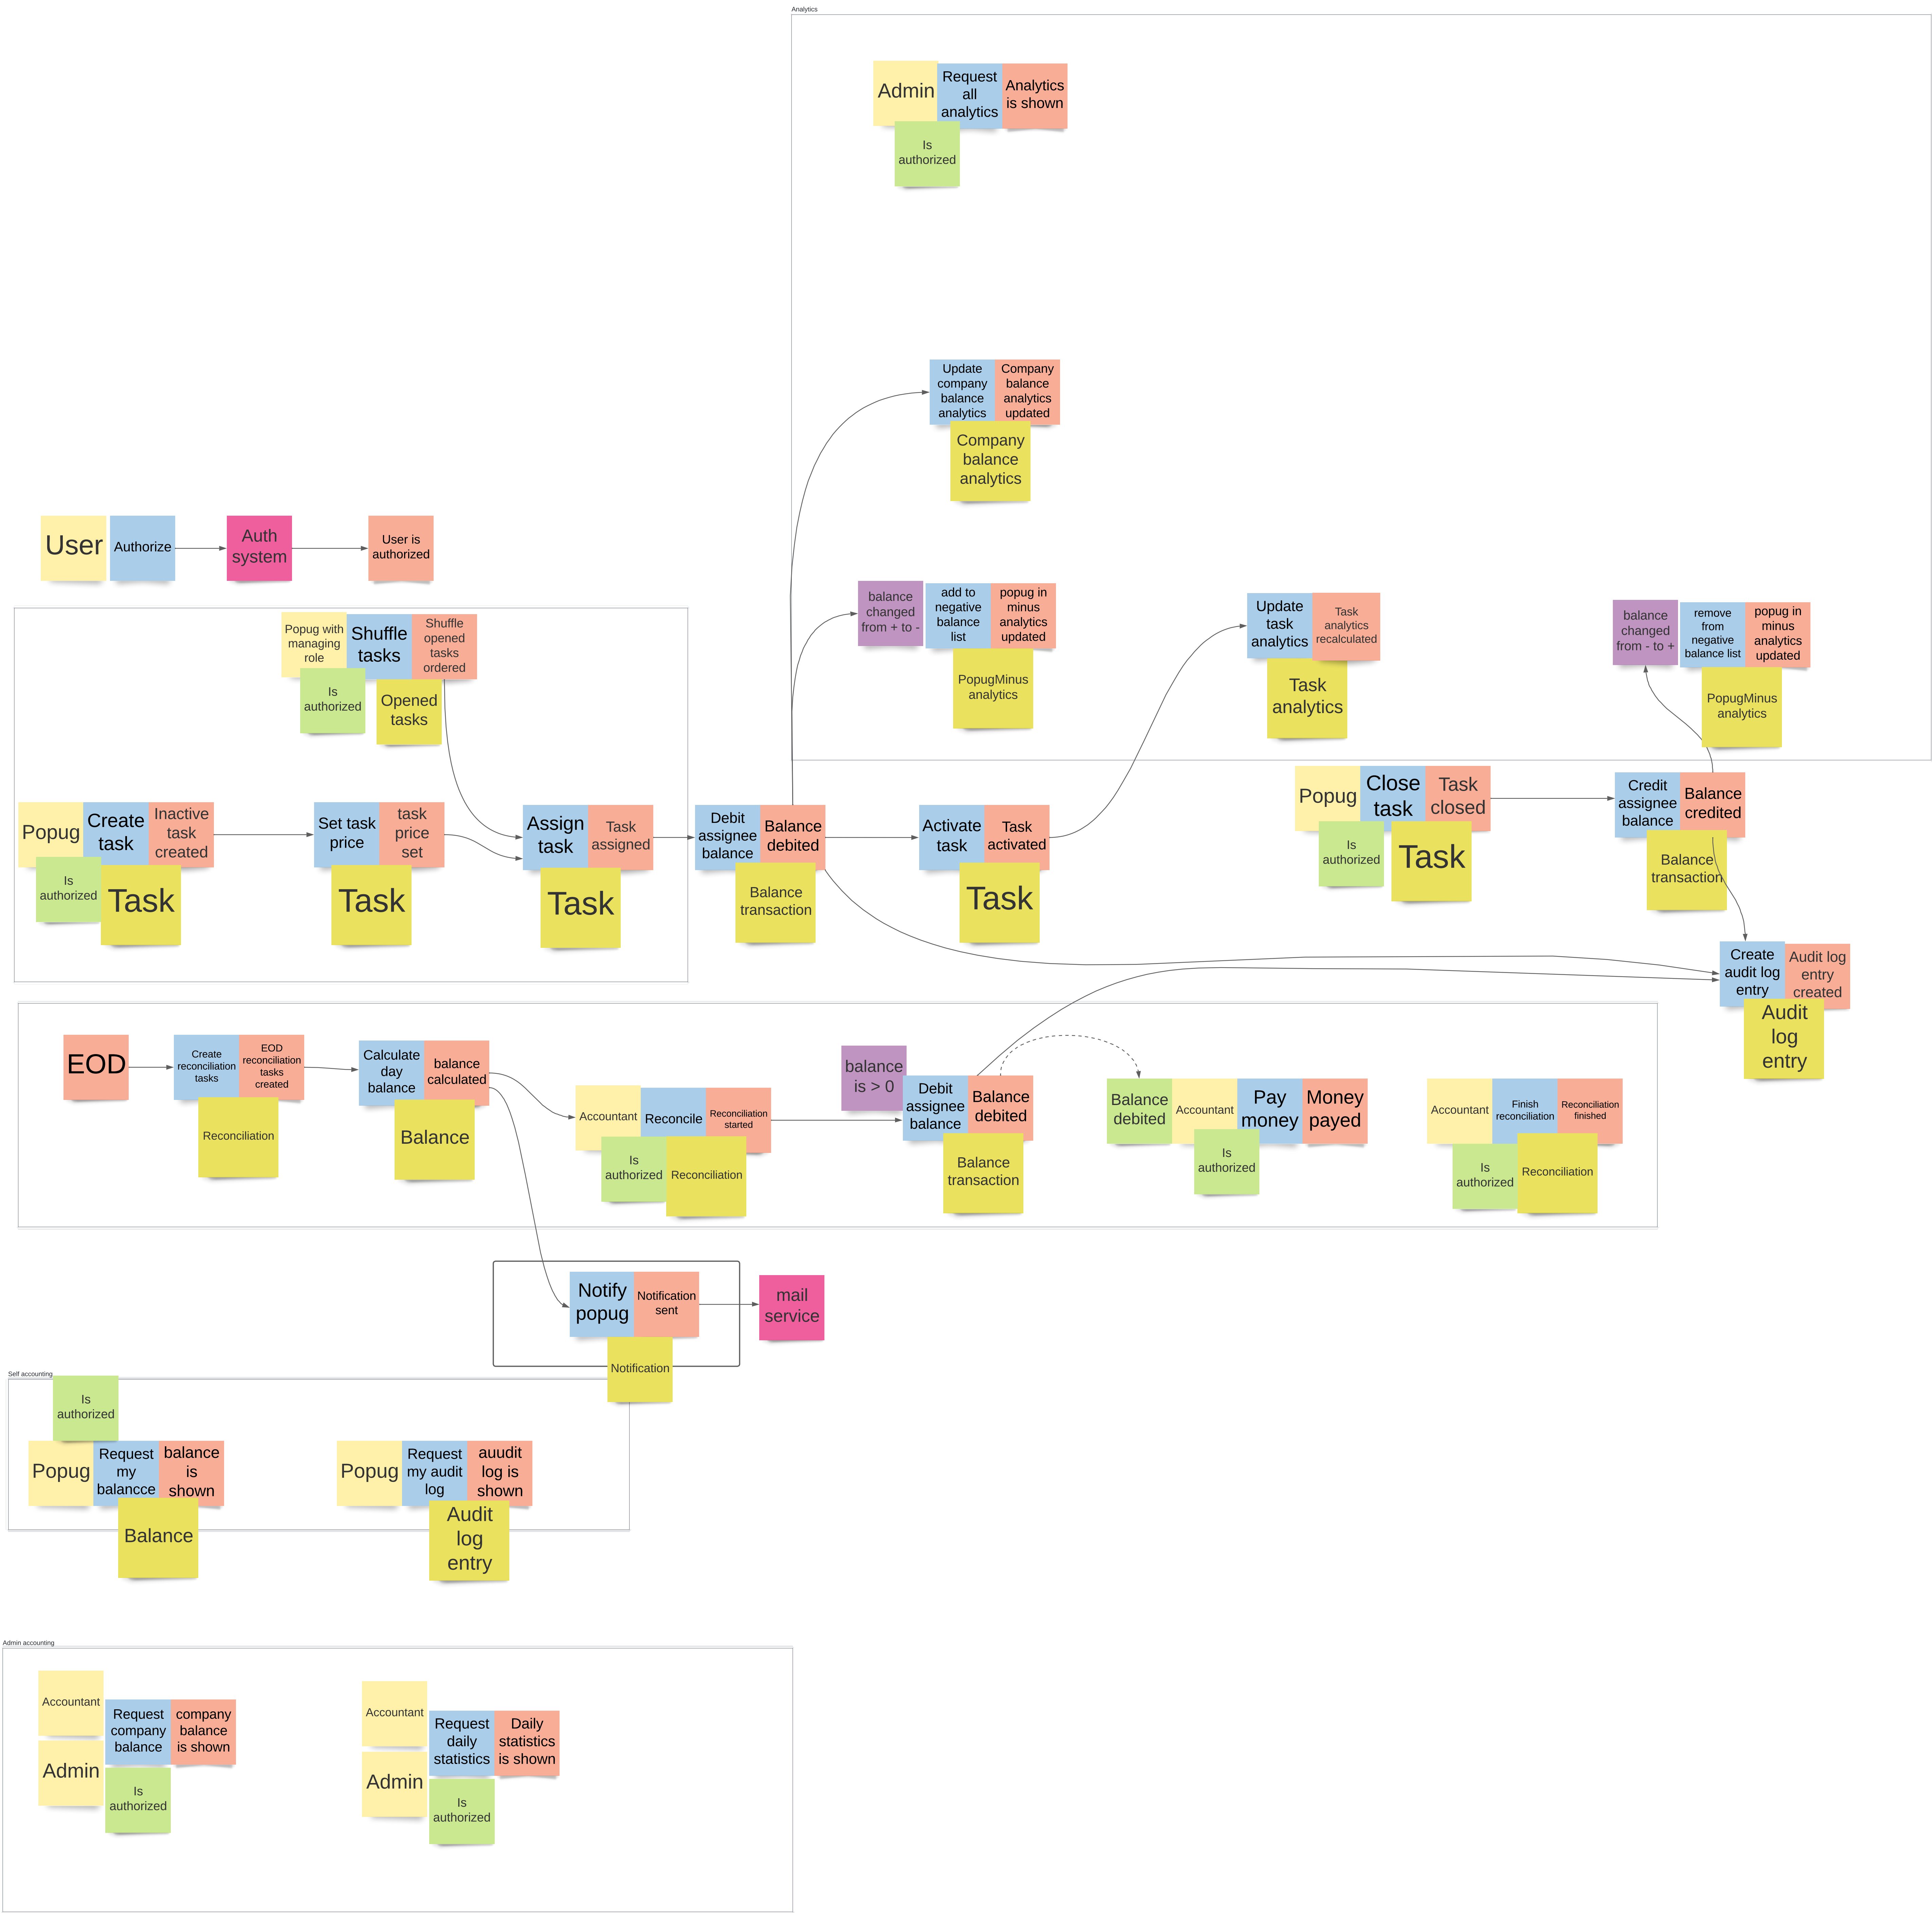 Analytics
Admin
Request
all
analytics
Analytics
is shown
Is
authorized
Update
company
balance
analytics
Company
balance
analytics
updated
Company
balance
analytics
User
Authorize
Auth
system
User is
authorized
balance
changed
from + to -
add to
negative
balance
list
popug in
minus
analytics
updated
PopugMinus
analytics
Update
task
analytics
Task
analytics
recalculated
Task
analytics
balance
changed
from - to +
remove
from
negative
balance list
popug in
minus
analytics
updated
PopugMinus
analytics
Popug with
managing
role
Shuffle
tasks
Shuffle
opened
tasks
ordered
Is
authorized
Opened
tasks
Popug
Create
task
Inactive
task
created
Is
authorized
Task
Set task
price
task
price
set
Task
Assign
task
Task
assigned
Task
Debit
assignee
balance
Balance
debited
Balance
transaction
Activate
task
Task
activated
Task
Popug
Close
task
Task
closed
Is
authorized
Task
Credit
assignee
balance
Balance
credited
Balance
transaction
Create
audit log
entry
Audit log
entry
created
Audit
log
entry
EOD
Create
reconciliation
tasks
EOD
reconciliation
tasks
created
Reconciliation
Calculate
day
balance
balance
calculated
Balance
Accountant
Reconcile
Reconciliation
started
Is
authorized
Reconciliation
balance
is > 0
Debit
assignee
balance
Balance
debited
Balance
transaction
Balance
debited
Accountant
Pay
money
Money
payed
Is
authorized
Accountant
Finish
reconciliation
Reconciliation
finished
Is
authorized
Reconciliation
Notify
popug
Notification
sent
Notification
mail
service
Self accounting
Is
authorized
Popug
Request
my
balancce
balance
is
shown
Balance
Popug
Request
my audit
log
auudit
log is
shown
Audit
log
entry
Admin accounting
Accountant
Admin
Request
company
balance
company
balance
is shown
Is
authorized
Accountant
Admin
Request
daily
statistics
Daily
statistics
is shown
Is
authorized